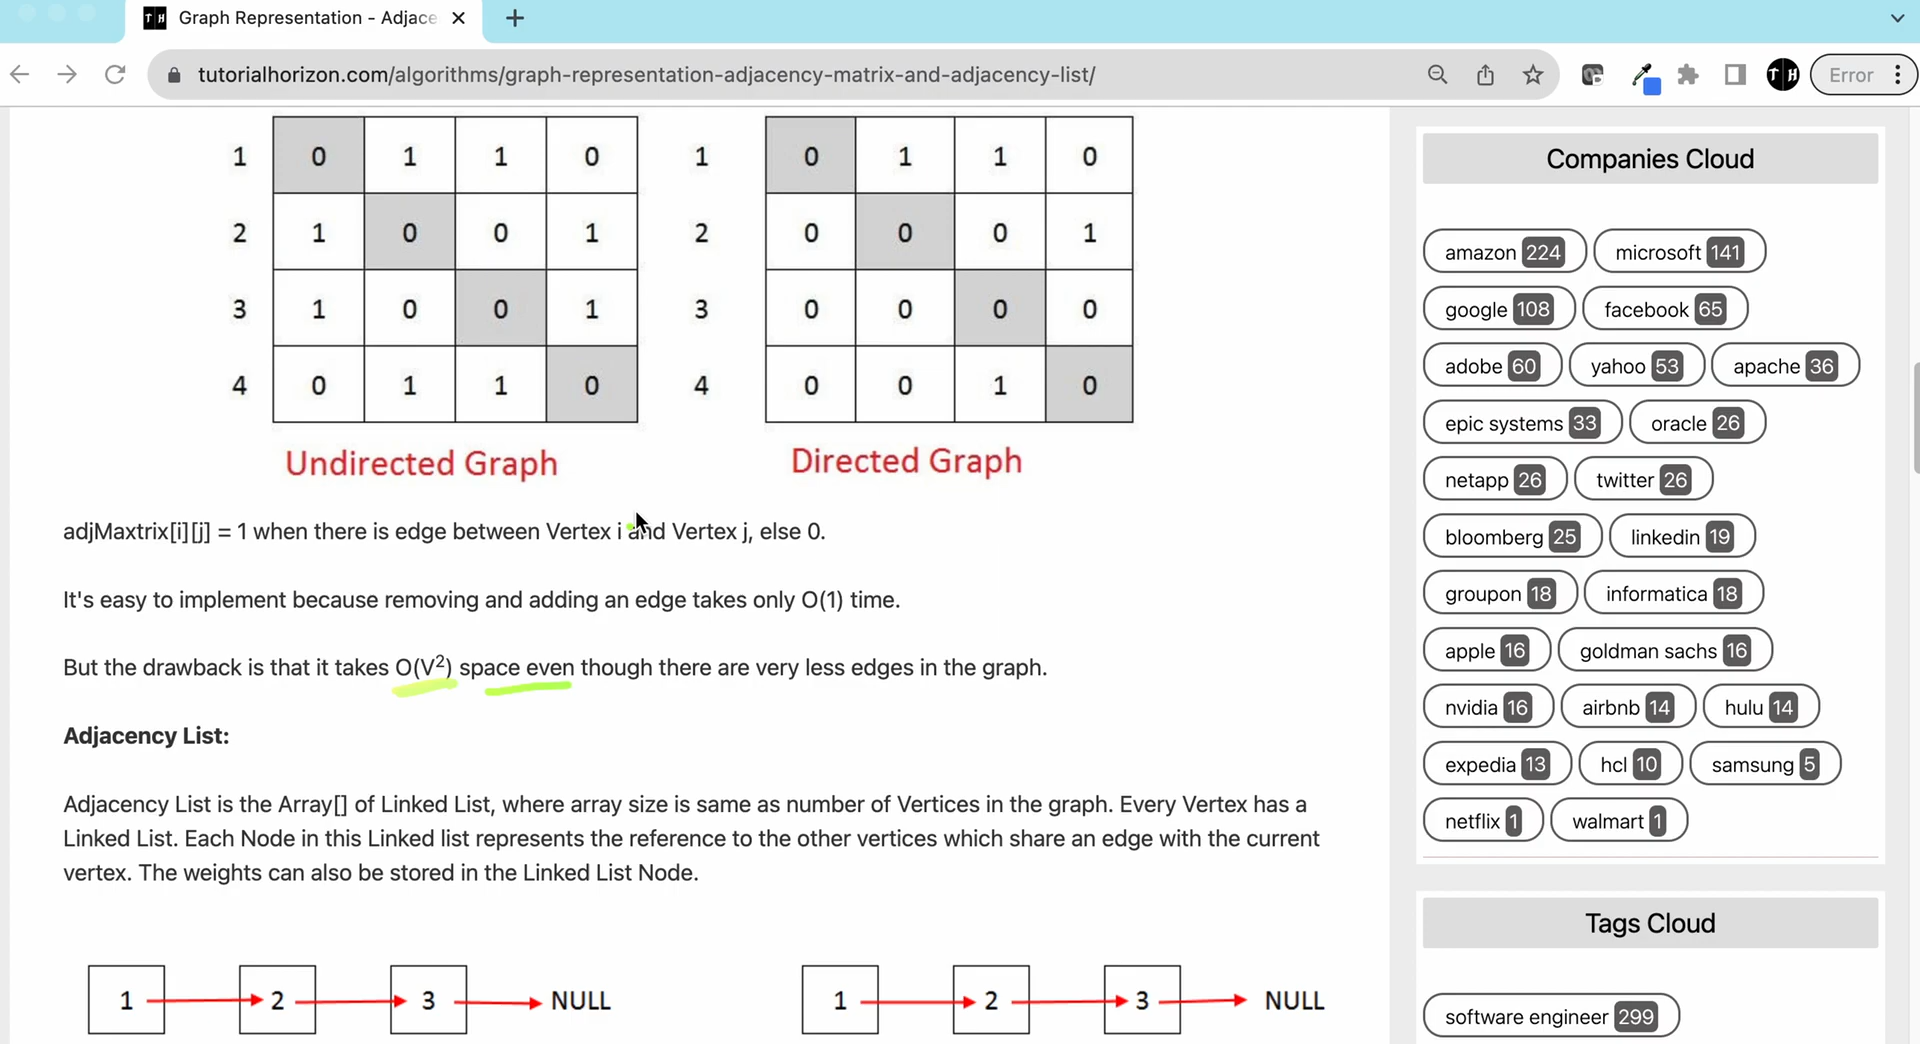 TH Graph Representation - Adjace
tutorialhorizon.com/algorithms/graph-representation-adjacency-matrix-and-adjacency-list/
TH
Error
1 0 1 1 0 1 0 1 1 0
2 1 0 0 1 2 0 0 0 1
3 1 0 0 1 3 0 0 0 0
4 0 1 1 0 4 0 0 1 0
Undirected Graph Directed Graph
adjMaxtrix[i][j] = 1 when there is edge between Vertex i and Vertex j, else 0.
It's easy to implement because removing and adding an edge takes only O(1) time.
But the drawback is that it takes O(V²) space even though there are very less edges in the graph.
Adjacency List:
Adjacency List is the Array[] of Linked List, where array size is same as number of Vertices in the graph. Every Vertex has a
Linked List. Each Node in this Linked list represents the reference to the other vertices which share an edge with the current
vertex. The weights can also be stored in the Linked List Node.
1 2 3 NULL 1 2 3 NULL
Companies Cloud
amazon 224 microsoft 141
google 108 facebook 65
adobe 60 yahoo 53 apache 36
epic systems 33 oracle 26
netapp 26 twitter 26
bloomberg 25 linkedin 19
groupon 18 informatica 18
apple 16 goldman sachs 16
nvidia 16 airbnb 14 hulu 14
expedia 13 hcl 10 samsung 5
netflix 1 walmart 1
Tags Cloud
software engineer 299